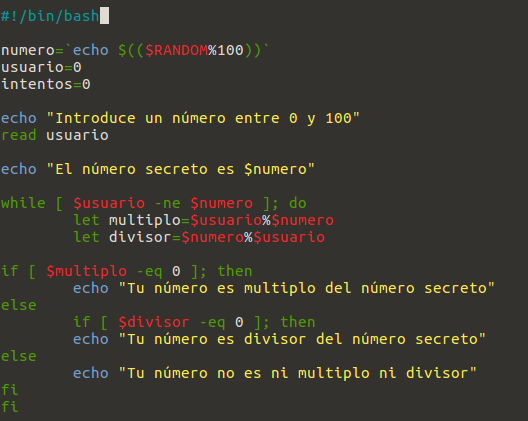 #!/bin/bash
numero=`echo $(($RANDOM%100))`
usuario=0
intentos=0
echo "Introduce un número entre 0 y 100"
read usuario
echo "El número secreto es $numero"
while [ $usuario -ne $numero ]; do
let multiplo=$usuario%$numero
let divisor=$numero%$usuario
if [ $multiplo -eq 0 ]; then
echo "Tu número es multiplo del número secreto"
else
if [ $divisor -eq 0 ]; then
echo "Tu número es divisor del número secreto"
else
echo "Tu número no es ni multiplo ni divisor"
fi
fi